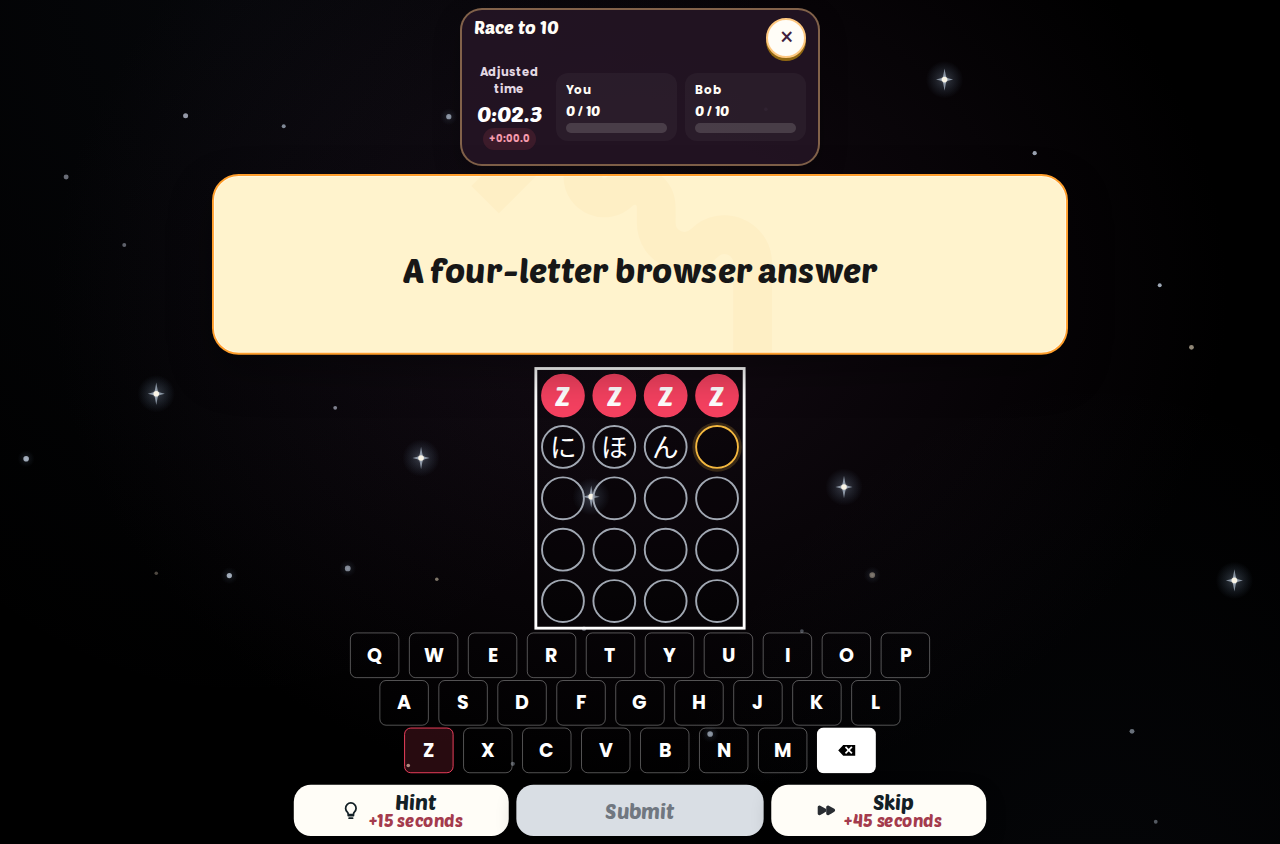 Race to 10
×
Adjusted time
0:02.3
+0:00.0
You
0 / 10
Bob
0 / 10
A four-letter browser answer
Z Z Z Z
に ほ ん
Q W E R T Y U I O P
A S D F G H J K L
Z X C V B N M
Hint
+15 seconds
Submit
Skip
+45 seconds